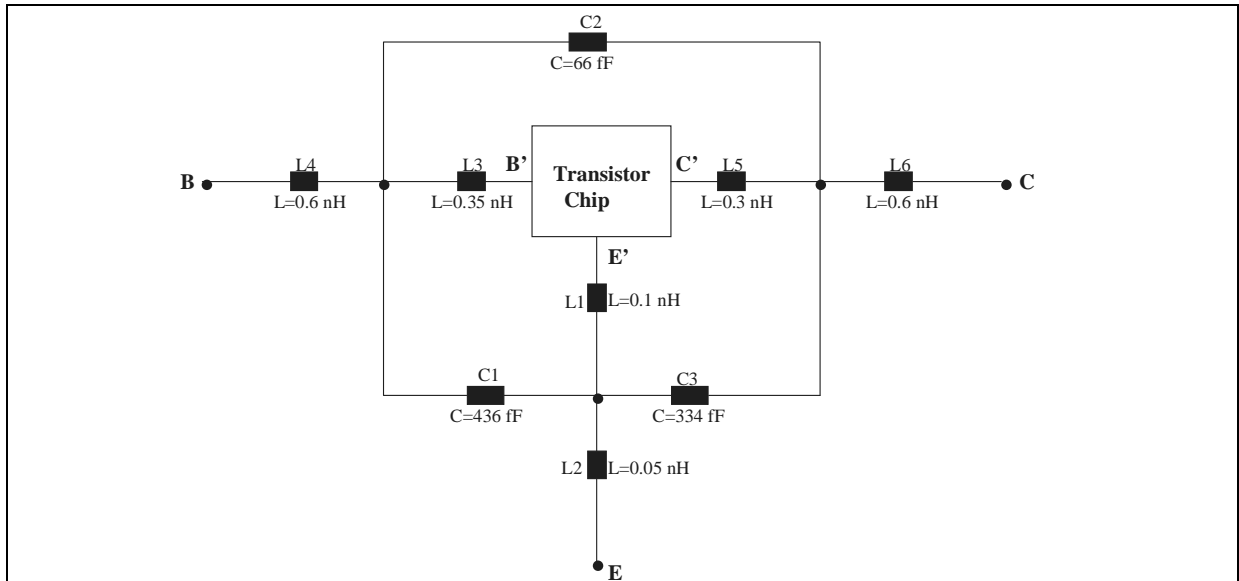 C2
C=66 fF
L4
L3
B’
Transistor
Chip
C’
L5
L6
B
C
L=0.6 nH
L=0.35 nH
L=0.3 nH
L=0.6 nH
E’
L1
L=0.1 nH
C1
C3
C=436 fF
C=334 fF
L2
L=0.05 nH
E